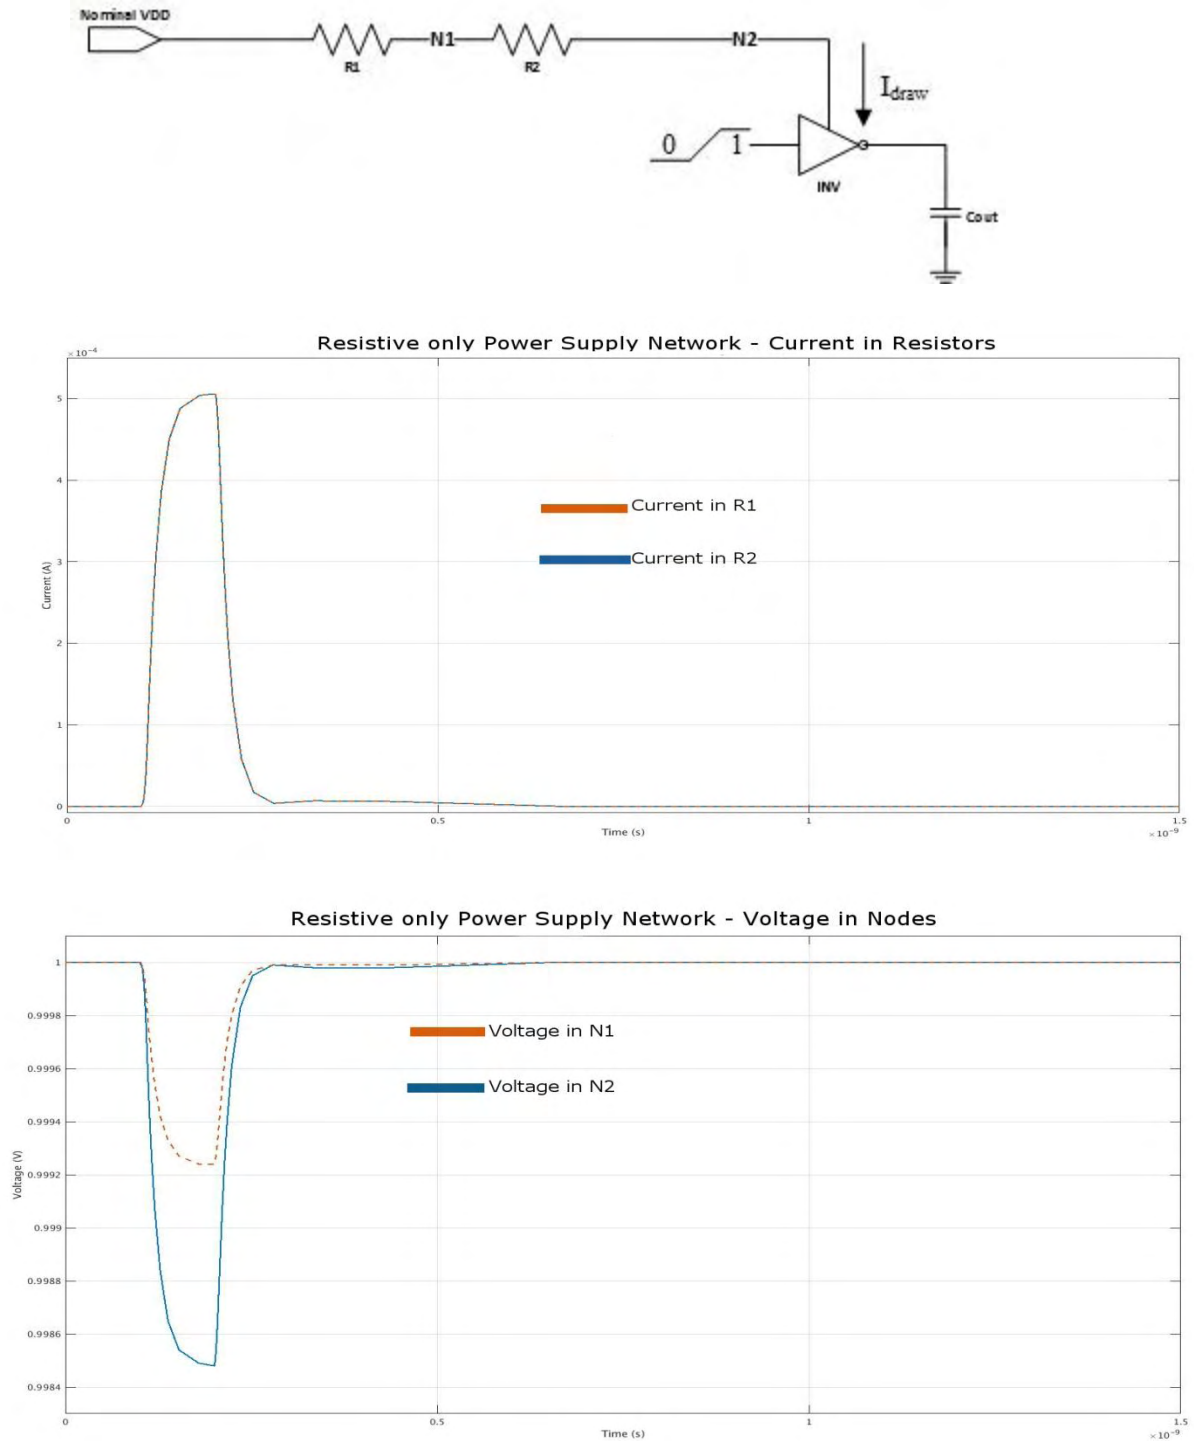 Nominal VDD
N1
N2
R1
R2
I_draw
0
1
INV
Cout
Resistive only Power Supply Network - Current in Resistors
×10⁻⁴
5
4
3
2
1
0
Current (A)
Current in R1
Current in R2
0
0.5
1
1.5
Time (s)
×10⁻⁹
Resistive only Power Supply Network - Voltage in Nodes
1
0.9998
0.9996
0.9994
0.9992
0.999
0.9988
0.9986
0.9984
Voltage (V)
Voltage in N1
Voltage in N2
0
0.5
1
1.5
Time (s)
×10⁻⁹